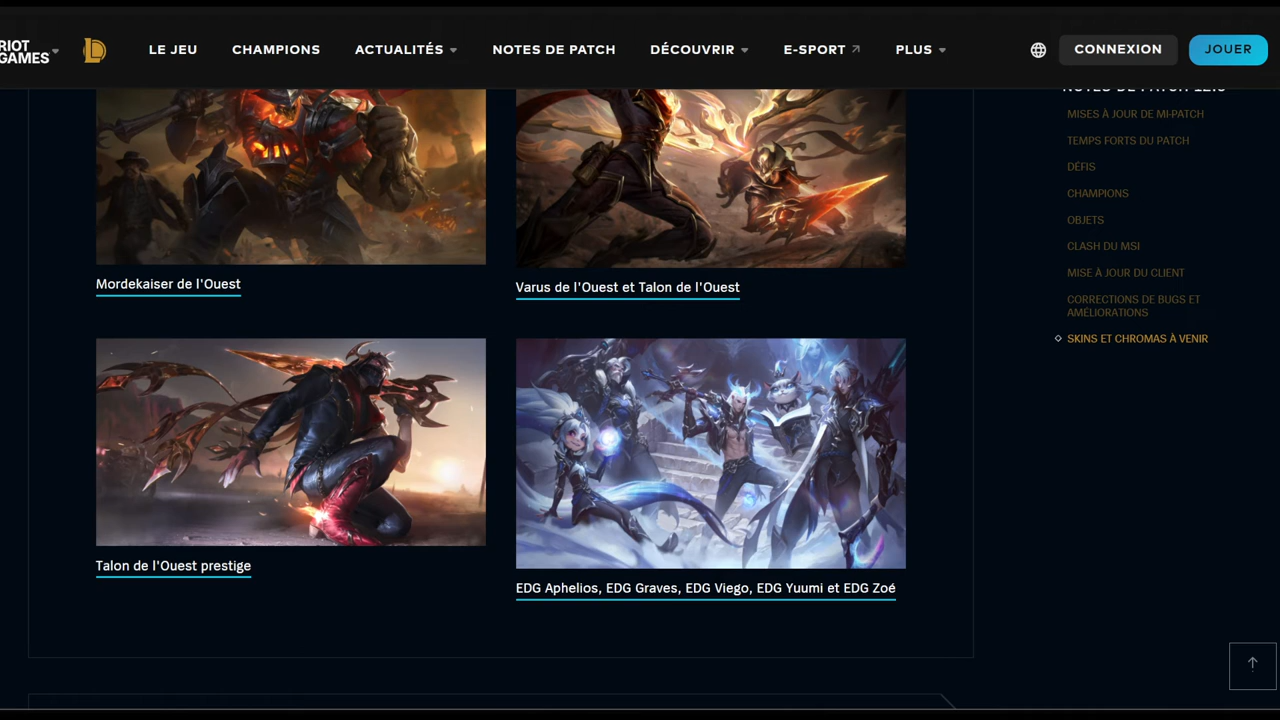 RIOT
GAMES
LE JEU
CHAMPIONS
ACTUALITÉS
NOTES DE PATCH
DÉCOUVRIR
E-SPORT
PLUS
CONNEXION
JOUER
Mordekaiser de l'Ouest
Varus de l'Ouest et Talon de l'Ouest
Talon de l'Ouest prestige
EDG Aphelios, EDG Graves, EDG Viego, EDG Yuumi et EDG Zoé
NOTES DE PATCH
MISES À JOUR DE MI-PATCH
TEMPS FORTS DU PATCH
DÉFIS
CHAMPIONS
OBJETS
CLASH DU MSI
MISE À JOUR DU CLIENT
CORRECTIONS DE BUGS ET
AMÉLIORATIONS
SKINS ET CHROMAS À VENIR